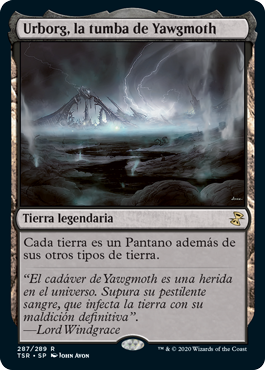 Urborg, la tumba de Yawgmoth
Tierra legendaria
Cada tierra es un Pantano además de
sus otros tipos de tierra.
“El cadáver de Yawgmoth es una herida
en el universo. Supura su pestilente
sangre, que infecta la tierra con su
maldición definitiva”.
—Lord Windgrace
287/289 R
TSR • SP JOHN AVON
™ & © 2020 Wizards of the Coast